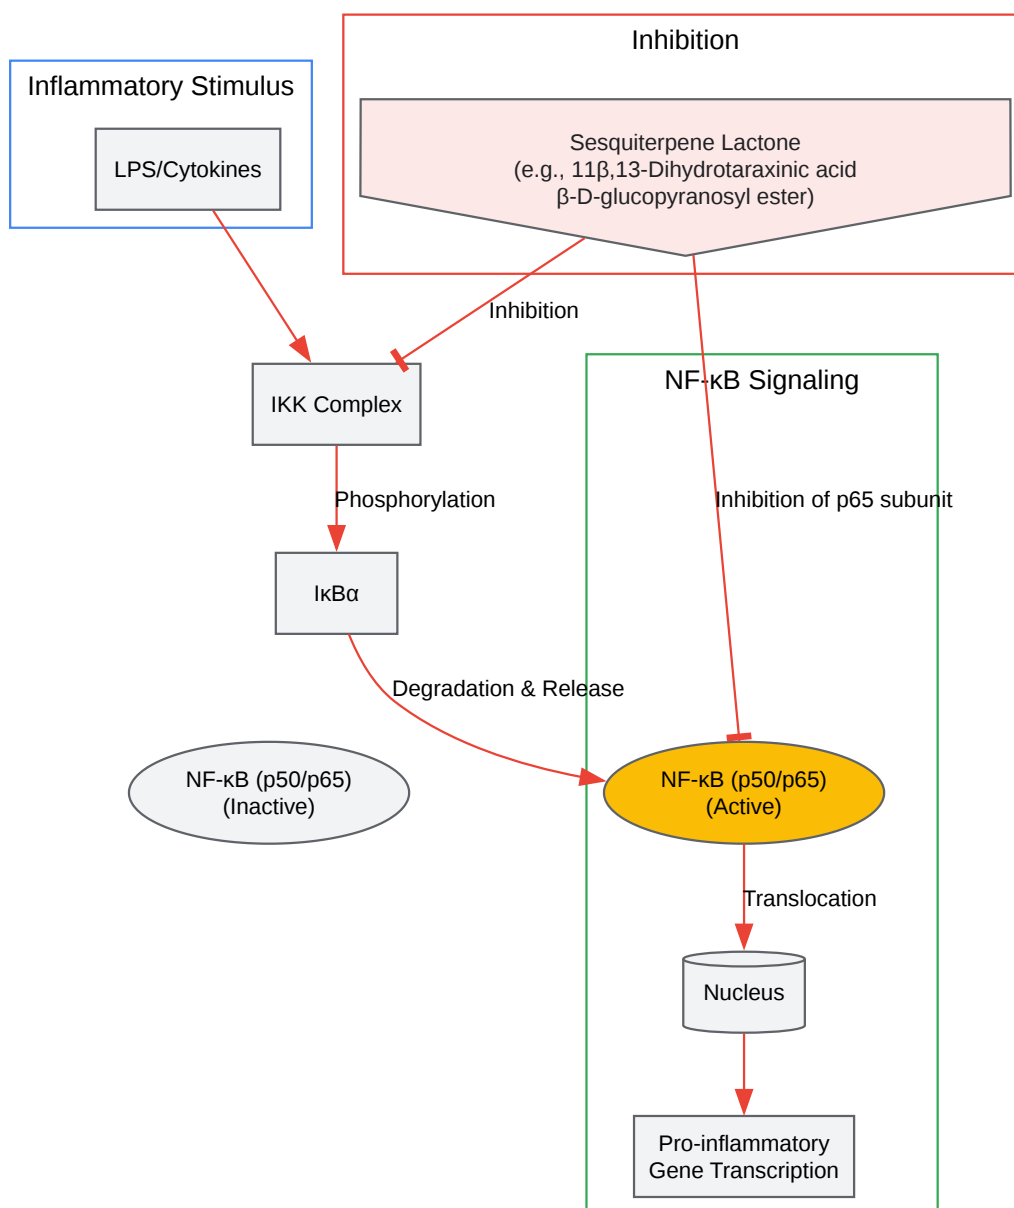 Inhibition
Inflammatory Stimulus
LPS/Cytokines
Sesquiterpene Lactone
(e.g., 11β,13-Dihydrotaraxinic acid
β-D-glucopyranosyl ester)
Inhibition
NF-κB Signaling
IKK Complex
Phosphorylation
Inhibition of p65 subunit
IκBα
Degradation & Release
NF-κB (p50/p65)
(Inactive)
NF-κB (p50/p65)
(Active)
Translocation
Nucleus
Pro-inflammatory
Gene Transcription